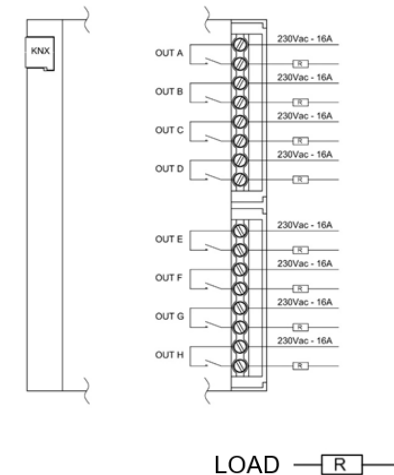 KNX
230Vac - 16A
OUT A
R
230Vac - 16A
OUT B
R
230Vac - 16A
OUT C
R
230Vac - 16A
OUT D
R
230Vac - 16A
OUT E
R
230Vac - 16A
OUT F
R
230Vac - 16A
OUT G
R
230Vac - 16A
OUT H
R
LOAD R